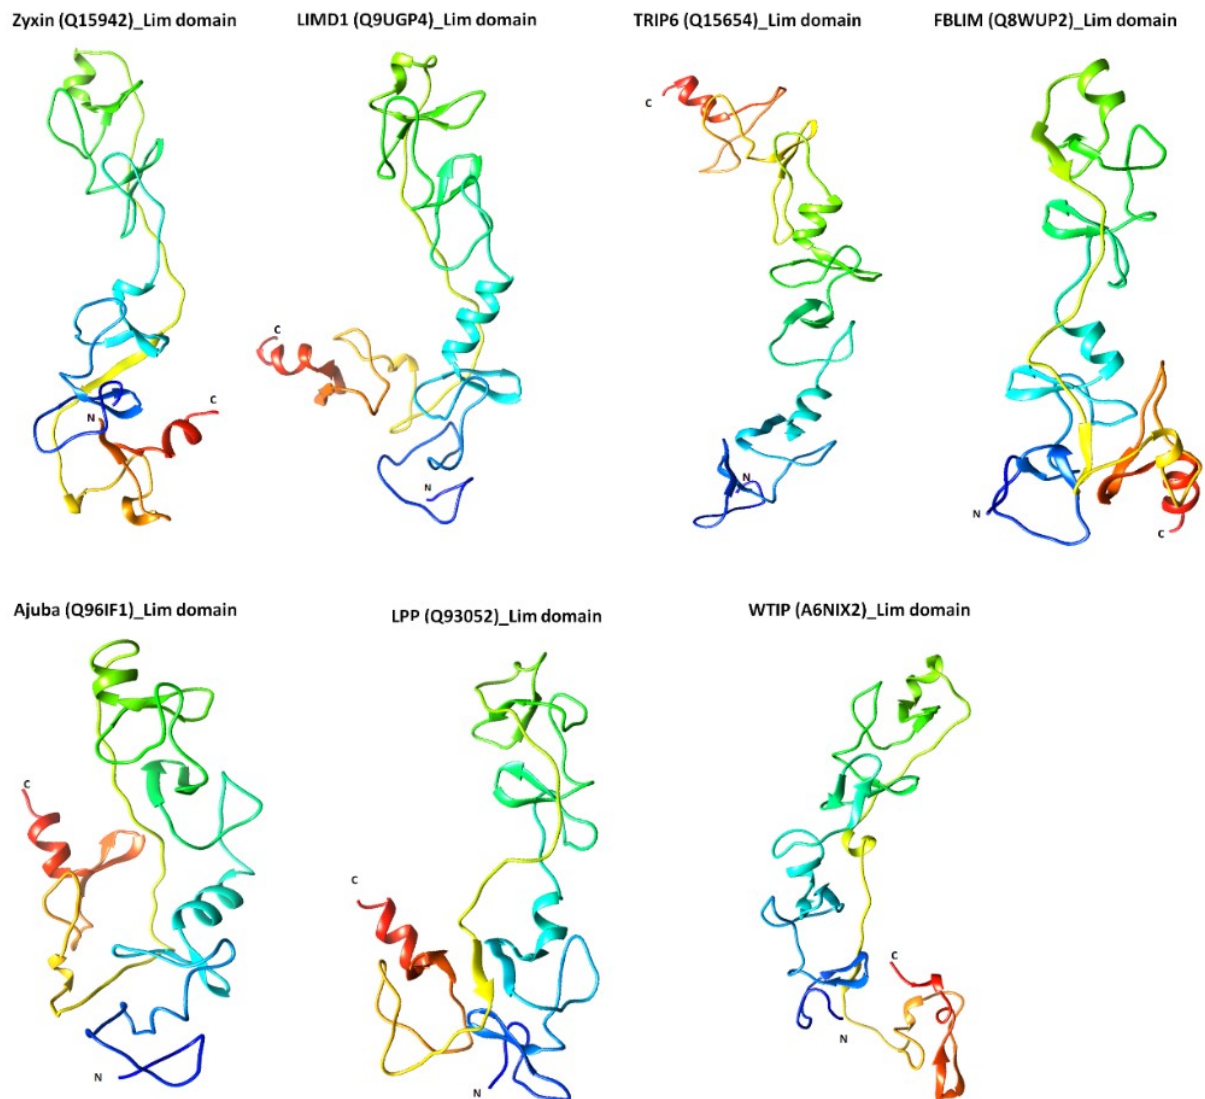 Zyxin (Q15942)_Lim domain
LIMD1 (Q9UGP4)_Lim domain
TRIP6 (Q15654)_Lim domain
FBLIM (Q8WUP2)_Lim domain
C
C
C
N
N
N
N
C
Ajuba (Q96IF1)_Lim domain
LPP (Q93052)_Lim domain
WTIP (A6NIX2)_Lim domain
C
C
C
N
N
N